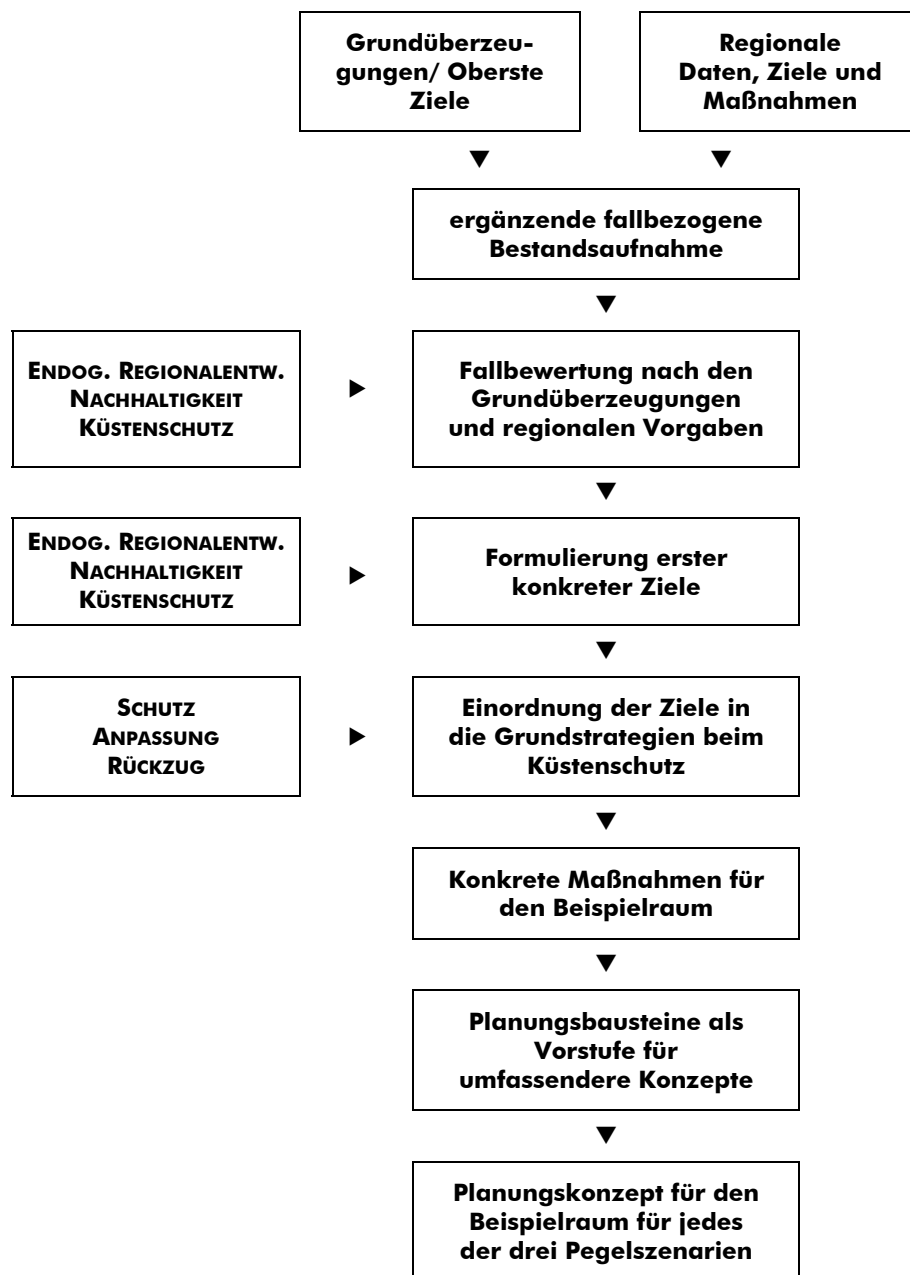 Grundüberzeu-
gungen/ Oberste
Ziele
Regionale
Daten, Ziele und
Maßnahmen
▼
▼
ergänzende fallbezogene
Bestandsaufnahme
▼
ENDOG. REGIONALENTW.
NACHHALTIGKEIT
KÜSTENSCHUTZ
►
Fallbewertung nach den
Grundüberzeugungen
und regionalen Vorgaben
▼
ENDOG. REGIONALENTW.
NACHHALTIGKEIT
KÜSTENSCHUTZ
►
Formulierung erster
konkreter Ziele
▼
SCHUTZ
ANPASSUNG
RÜCKZUG
►
Einordnung der Ziele in
die Grundstrategien beim
Küstenschutz
▼
Konkrete Maßnahmen für
den Beispielraum
▼
Planungsbausteine als
Vorstufe für
umfassendere Konzepte
▼
Planungskonzept für den
Beispielraum für jedes
der drei Pegelszenarien